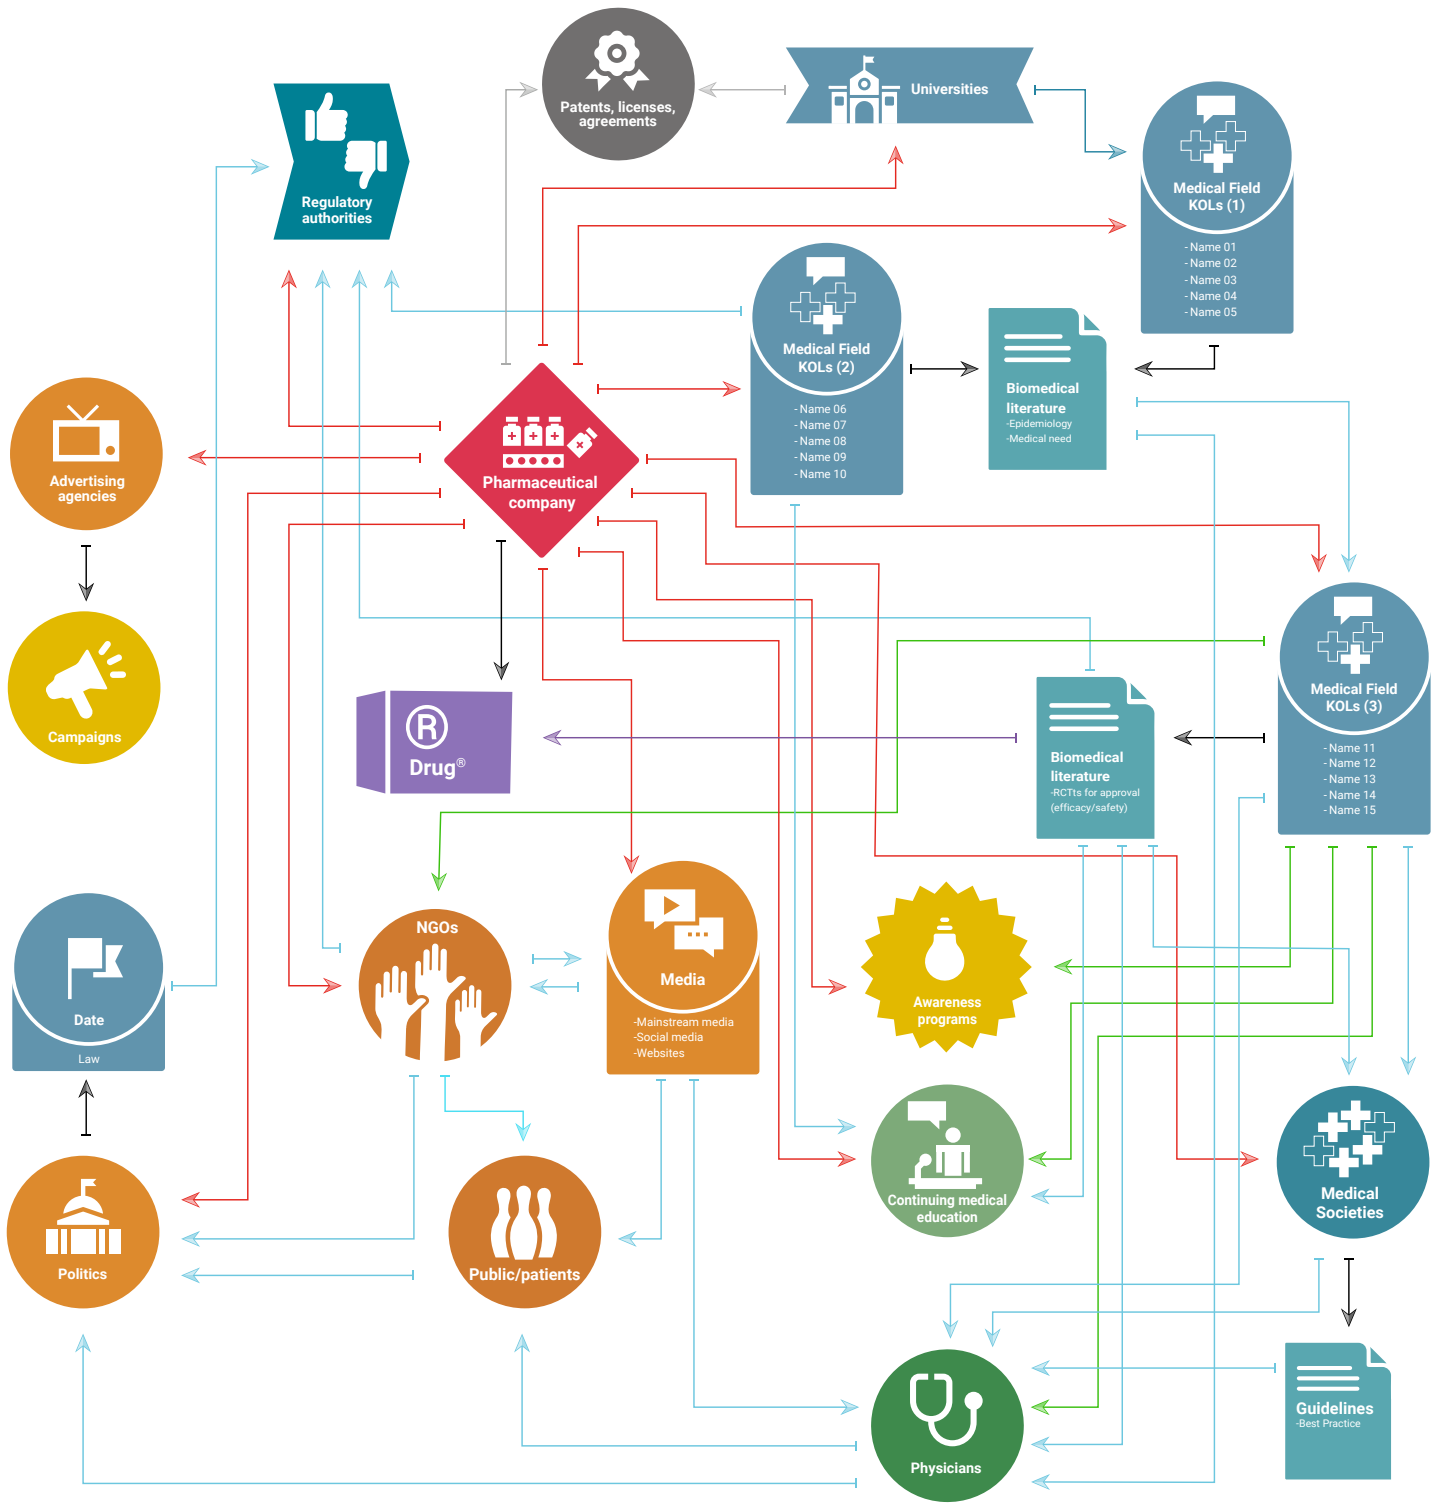 Patents, licenses,
agreements
Universities
Regulatory
authorities
Medical Field
KOLs (1)
- Name 01
- Name 02
- Name 03
- Name 04
- Name 05
Medical Field
KOLs (2)
- Name 06
- Name 07
- Name 08
- Name 09
- Name 10
Biomedical
literature
-Epidemiology
-Medical need
Advertising
agencies
Pharmaceutical
company
Campaigns
R
Drug®
Biomedical
literature
-RCTts for approval
(efficacy/safety)
Medical Field
KOLs (3)
- Name 11
- Name 12
- Name 13
- Name 14
- Name 15
Date
Law
NGOs
Media
-Mainstream media
-Social media
-Websites
Awareness
programs
Politics
Public/patients
Continuing medical
education
Medical
Societies
Physicians
Guidelines
-Best Practice